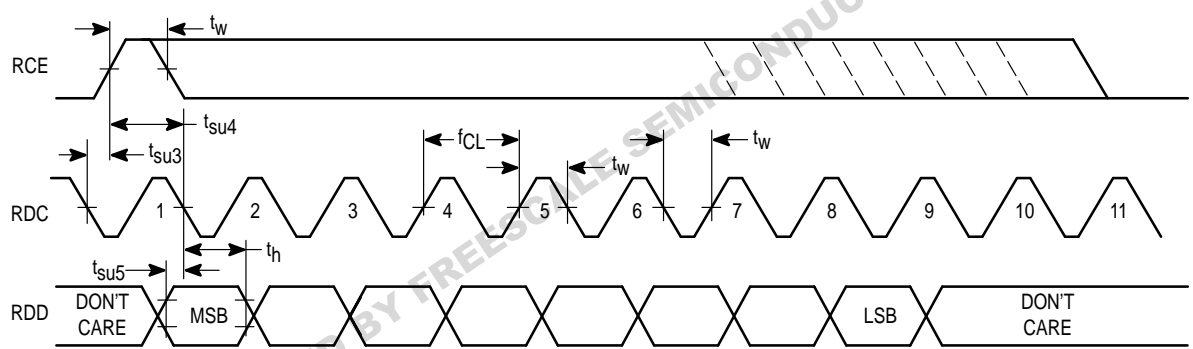 tw
RCE
tsu4
fCL
tsu3
tw
tw
RDC
1 2 3 4 5 6 7 8 9 10 11
th
tsu5
RDD
DON'T
CARE
MSB
LSB
DON'T
CARE
D BY FREESCALE SEMICONDUC